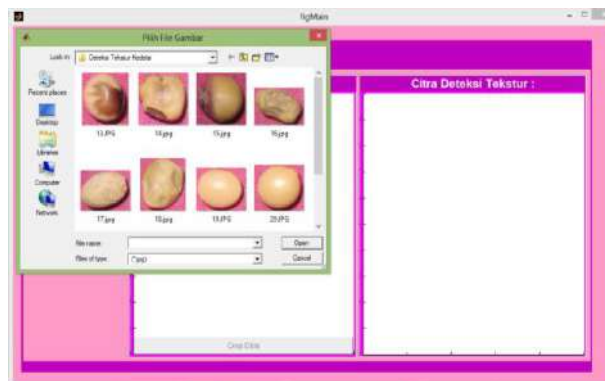 figMain
Pilih File Gambar
Look in:
Deteksi Tekstur Kedelai
Recent places
Desktop
Libraries
Computer
Network
13.JPG
14.jpg
15.jpg
16.jpg
17.jpg
18.jpg
19.JPG
20.JPG
File name:
Open
Files of type:
Cancel
Citra Deteksi Tekstur :
Crop Citra